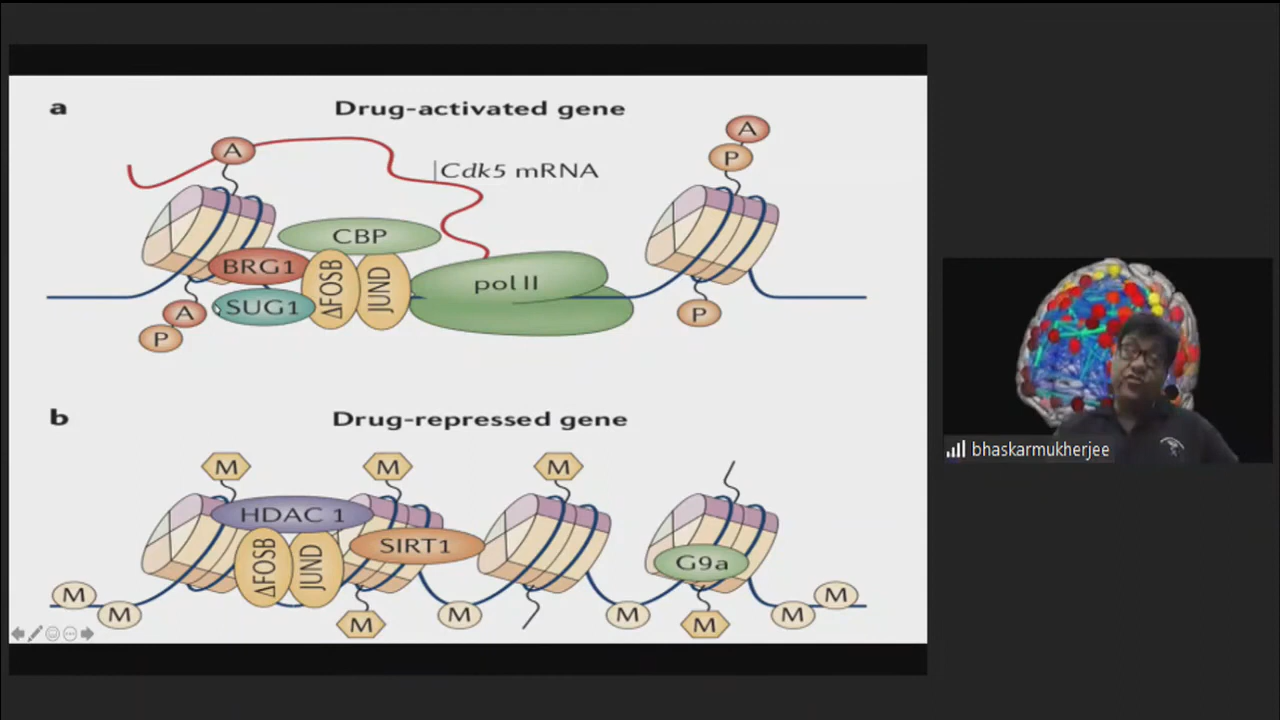 a
Drug-activated gene
A
A
P
Cdk5 mRNA
CBP
BRG1
ΔFOSB
JUND
pol II
SUG1
A
P
P
b
Drug-repressed gene
M
M
M
HDAC 1
ΔFOSB
JUND
SIRT1
G9a
M
M
M
M
M
M
M
M
bhaskarmukherjee